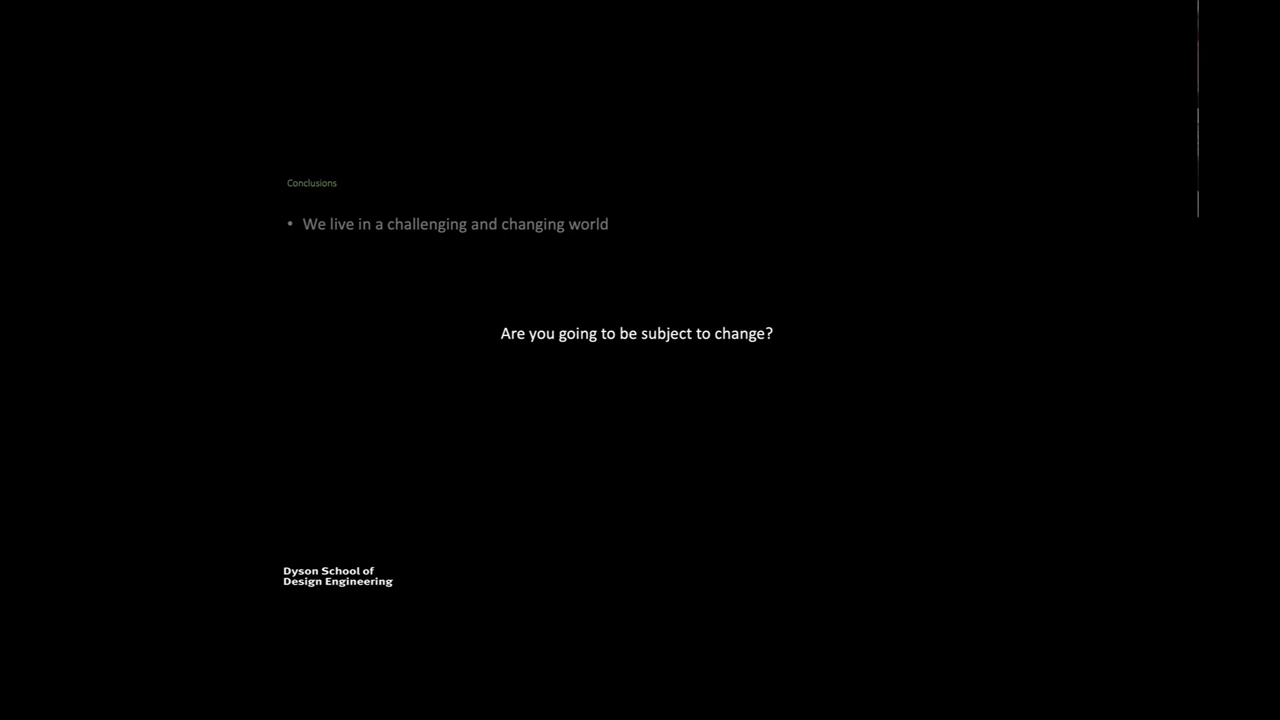 Conclusions
• We live in a challenging and changing world
Are you going to be subject to change?
Dyson School of
Design Engineering